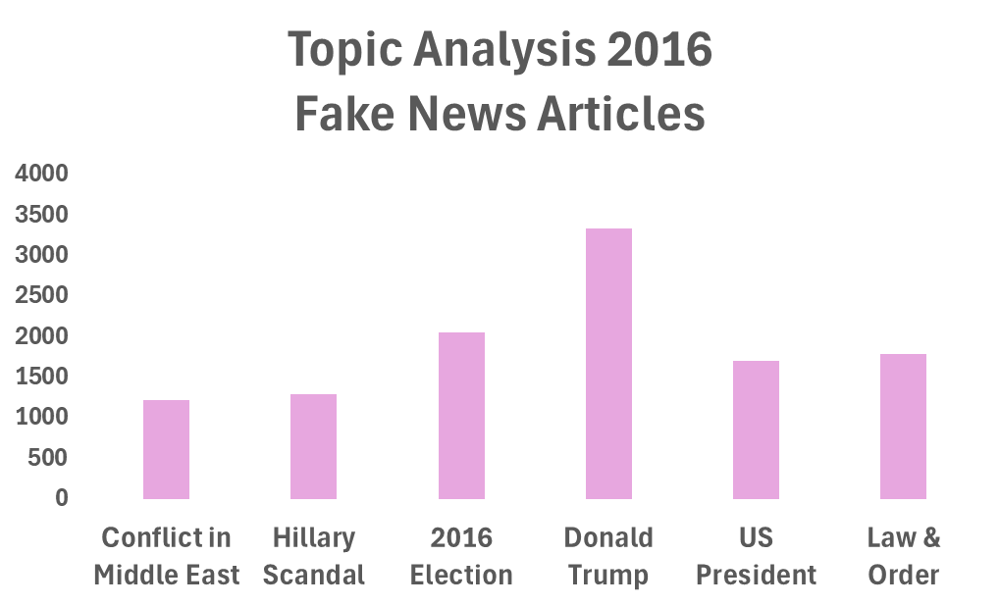 Topic Analysis 2016
Fake News Articles
4000
3500
3000
2500
2000
1500
1000
500
0
Conflict in
Middle East
Hillary
Scandal
2016
Election
Donald
Trump
US
President
Law &
Order